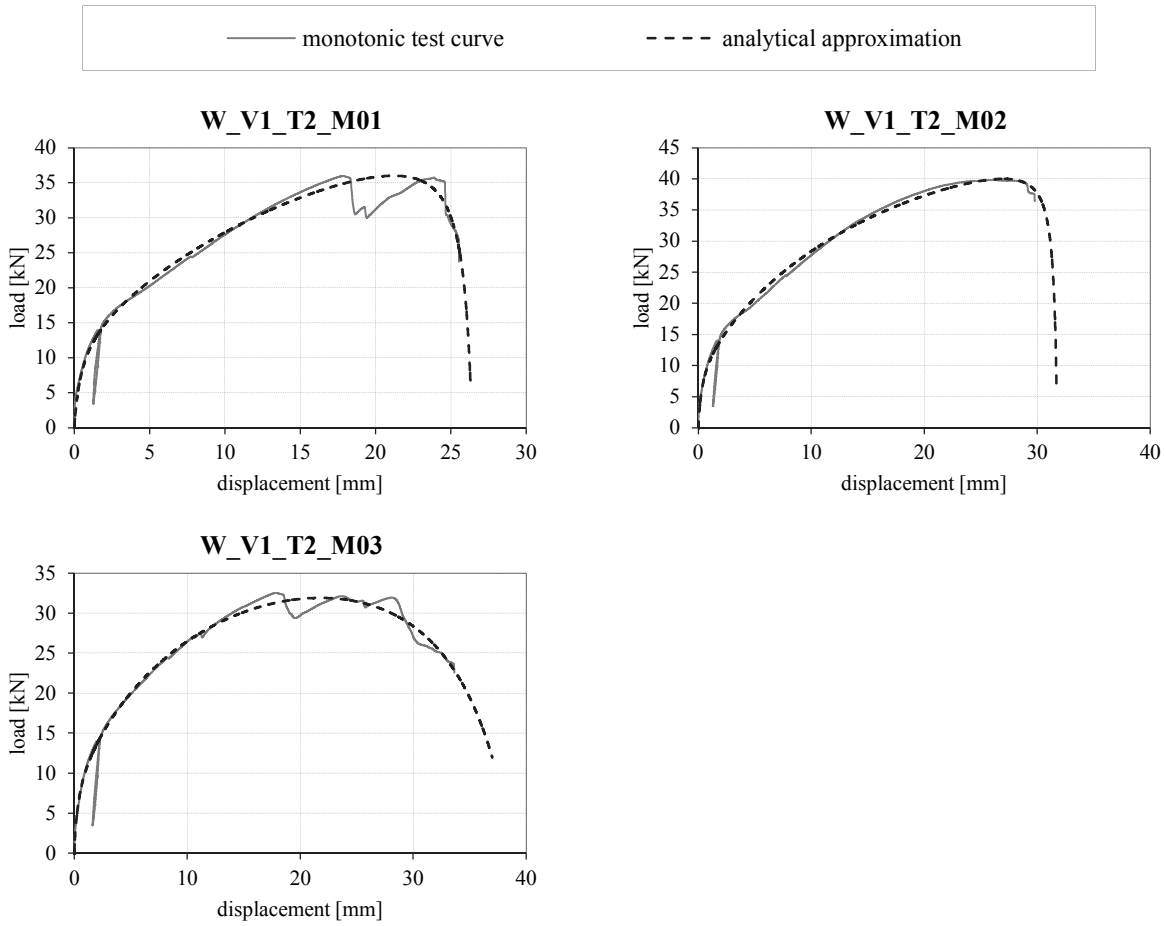 monotonic test curve analytical approximation
W_V1_T2_M01
40
35
30
25
20
15
10
5
0
load [kN]
0 5 10 15 20 25 30
displacement [mm]
W_V1_T2_M02
45
40
35
30
25
20
15
10
5
0
load [kN]
0 10 20 30 40
displacement [mm]
W_V1_T2_M03
35
30
25
20
15
10
5
0
load [kN]
0 10 20 30 40
displacement [mm]